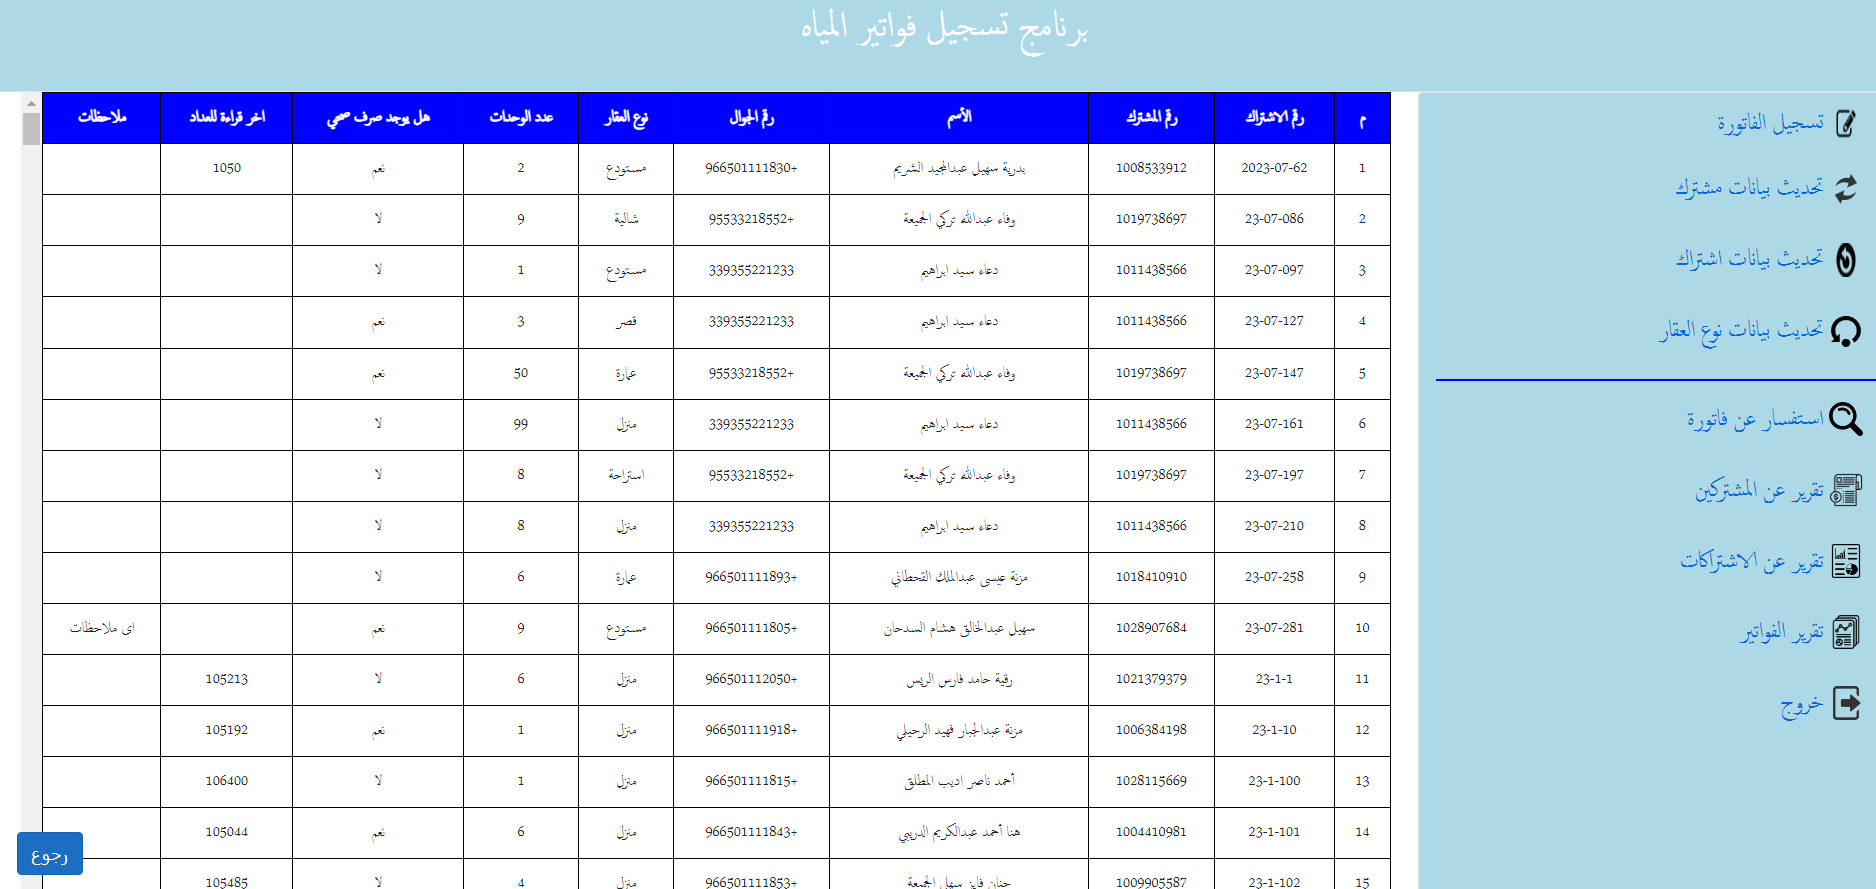 برنامج تسجيل فواتير المياه
تسجيل الفاتورة
تحديث بيانات مشترك
تحديث بيانات اشتراك
تحديث بيانات نوع العقار
استفسار عن فاتورة
تقرير عن المشتركين
تقرير عن الاشتراكات
تقرير الفواتير
خروج
م رقم الاشتراك رقم المشترك الأسم رقم الجوال نوع العقار عدد الوحدات هل يوجد صرف صحي اخر قراءة للعداد ملاحظات
1 2023-07-62 1008533912 بدرية سهيل عبدالمجيد الشريم +966501111830 مستودع 2 نعم 1050
2 23-07-086 1019738697 وفاء عبدالله تركي الجميعة +95533218552 شالية 9 لا
3 23-07-097 1011438566 دعاء سيد ابراهيم 339355221233 مستودع 1 لا
4 23-07-127 1011438566 دعاء سيد ابراهيم 339355221233 قصر 3 نعم
5 23-07-147 1019738697 وفاء عبدالله تركي الجميعة +95533218552 عمارة 50 نعم
6 23-07-161 1011438566 دعاء سيد ابراهيم 339355221233 منزل 99 لا
7 23-07-197 1019738697 وفاء عبدالله تركي الجميعة +95533218552 استراحة 8 لا
8 23-07-210 1011438566 دعاء سيد ابراهيم 339355221233 منزل 8 لا
9 23-07-258 1018410910 مزنة عيسى عبدالملك القحطاني +966501111893 عمارة 6 لا
10 23-07-281 1028907684 سهيل عبدالخالق هشام السدحان +966501111805 مستودع 9 نعم اى ملاحظات
11 23-1-1 1021379379 رقية حامد فارس الريس +966501112050 منزل 6 لا 105213
12 23-1-10 1006384198 مزنة عبدالجبار فهيد الرحيلي +966501111918 منزل 1 نعم 105192
13 23-1-100 1028115669 أحمد ناصر اديب المطلق +966501111815 منزل 1 لا 106400
14 23-1-101 1004410981 هنا أحمد عبدالكريم الدريبي +966501111843 منزل 6 نعم 105044
15 23-1-102 1009905587 حنان فايز سهل الجمعة +966501111853 منزل 4 لا 105485
رجوع